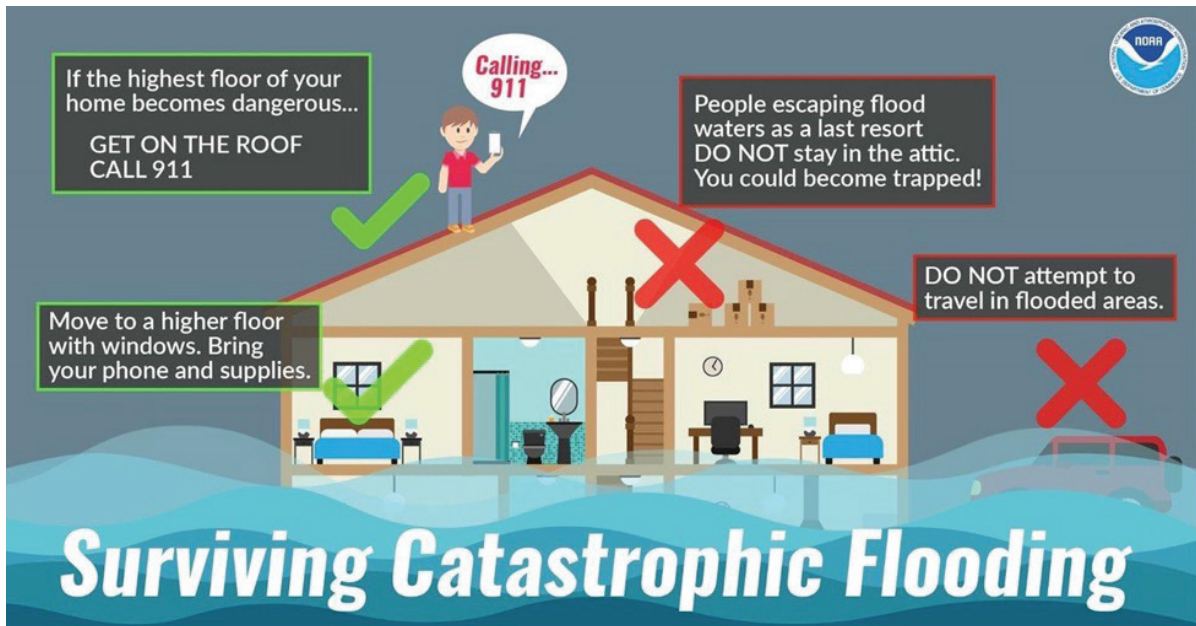 If the highest floor of your
home becomes dangerous...
GET ON THE ROOF
CALL 911
Calling...
911
People escaping flood
waters as a last resort
DO NOT stay in the attic.
You could become trapped!
NOAA
DO NOT attempt to
travel in flooded areas.
Move to a higher floor
with windows. Bring
your phone and supplies.
Surviving Catastrophic Flooding